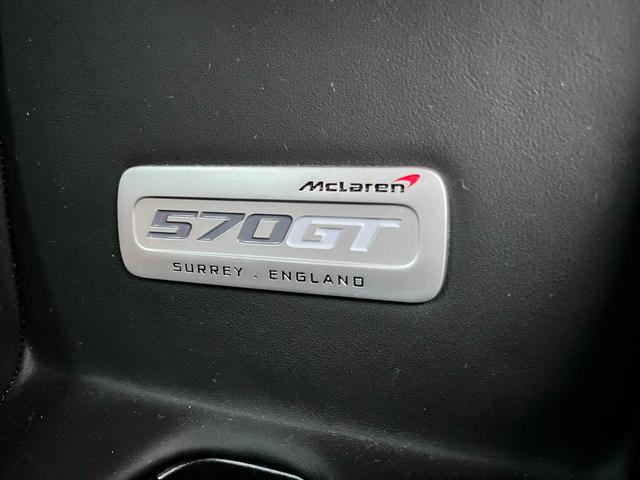 McLaren
570GT
SURREY . ENGLAND